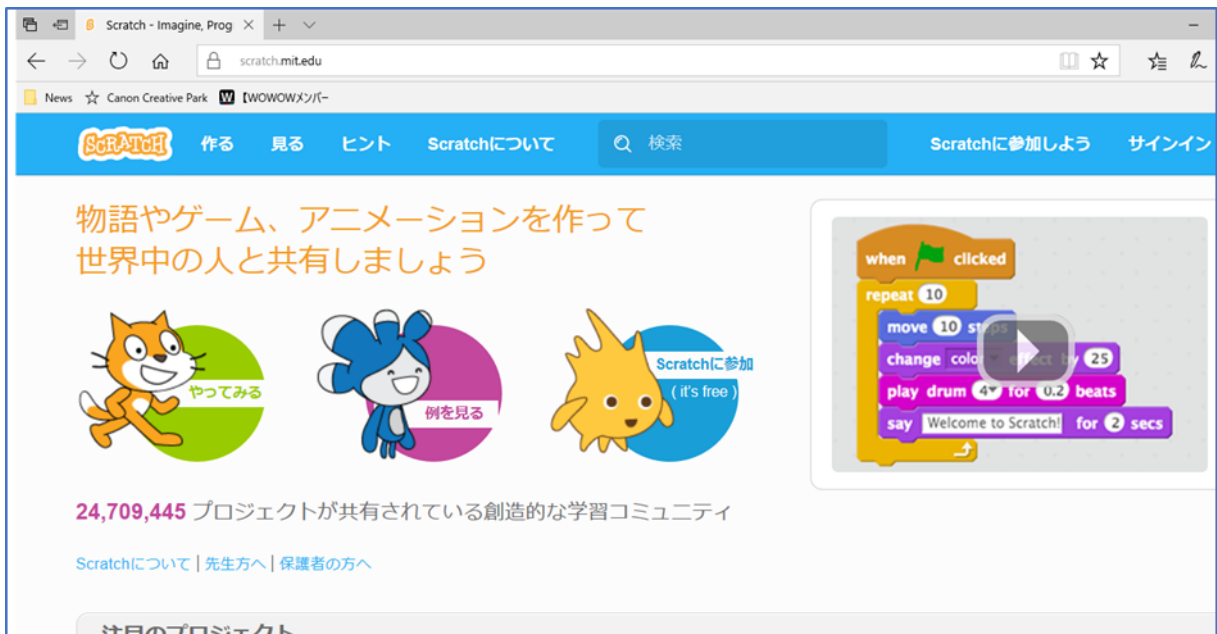 Scratch - Imagine, Prog
scratch.mit.edu
News Canon Creative Park W 【WOWOWメンバー
SCRATCH 作る 見る ヒント Scratchについて 検索 Scratchに参加しよう サインイン
物語やゲーム、アニメーションを作って
世界中の人と共有しましょう
やってみる
例を見る
Scratchに参加
( it's free )
when clicked
repeat 10
move 10 steps
change color effect by 25
play drum 4 for 0.2 beats
say Welcome to Scratch! for 2 secs
24,709,445 プロジェクトが共有されている創造的な学習コミュニティ
Scratchについて | 先生方へ | 保護者の方へ
注目のプロジェクト